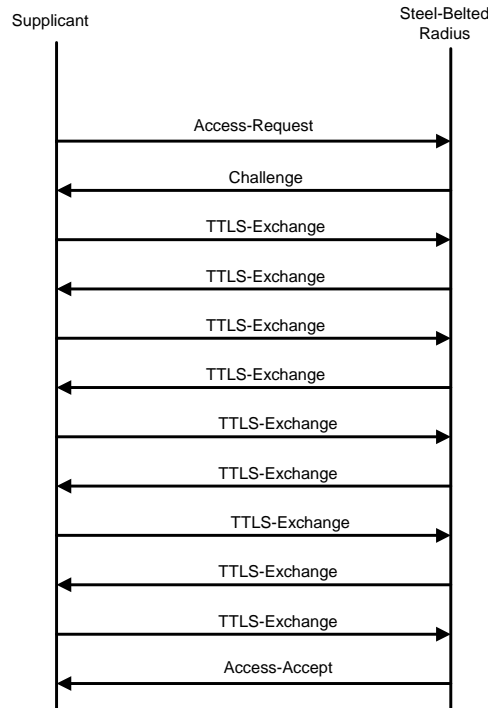 Supplicant
Steel-Belted
Radius
Access-Request
Challenge
TTLS-Exchange
TTLS-Exchange
TTLS-Exchange
TTLS-Exchange
TTLS-Exchange
TTLS-Exchange
TTLS-Exchange
TTLS-Exchange
TTLS-Exchange
Access-Accept